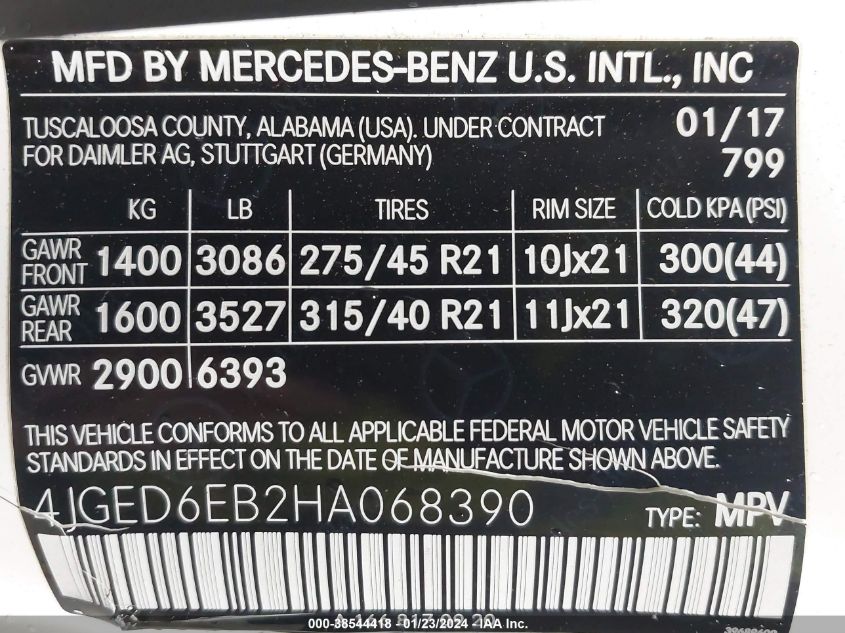 MFD BY MERCEDES-BENZ U.S. INTL., INC
TUSCALOOSA COUNTY, ALABAMA (USA). UNDER CONTRACT 01/17
FOR DAIMLER AG, STUTTGART (GERMANY) 799
KG LB TIRES RIM SIZE COLD KPA (PSI)
GAWR FRONT 1400 3086 275/45 R21 10Jx21 300(44)
GAWR REAR 1600 3527 315/40 R21 11Jx21 320(47)
GVWR 2900 6393
THIS VEHICLE CONFORMS TO ALL APPLICABLE FEDERAL MOTOR VEHICLE SAFETY
STANDARDS IN EFFECT ON THE DATE OF MANUFACTURE SHOWN ABOVE.
4JGED6EB2HA068390 TYPE: MPV
000-38544418 - 01/23/2024 - IAA Inc.